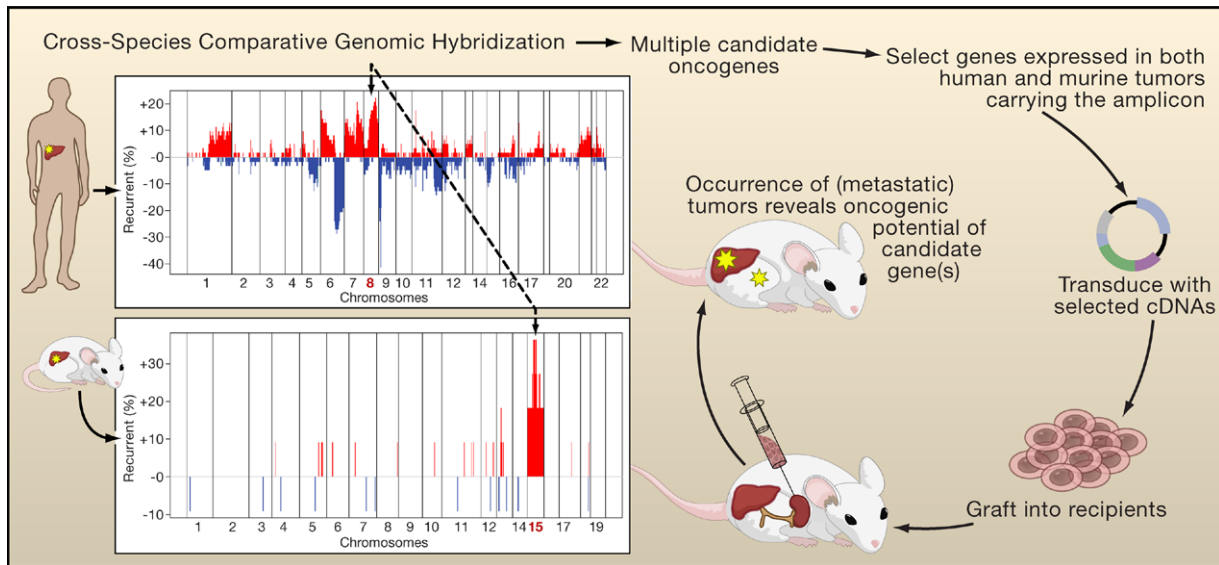 Cross-Species Comparative Genomic Hybridization
Multiple candidate
oncogenes
Select genes expressed in both
human and murine tumors
carrying the amplicon
Recurrent (%)
+20
+10
-0
-10
-20
-30
-40
1 2 3 4 5 6 7 8 9 10 11 12 14 16 17 20 22
Chromosomes
Occurrence of (metastatic)
tumors reveals oncogenic
potential of
candidate
gene(s)
Transduce with
selected cDNAs
Recurrent (%)
+30
+20
+10
-0
-10
1 2 3 4 5 6 7 8 9 10 11 12 14 15 17 19
Chromosomes
Graft into recipients